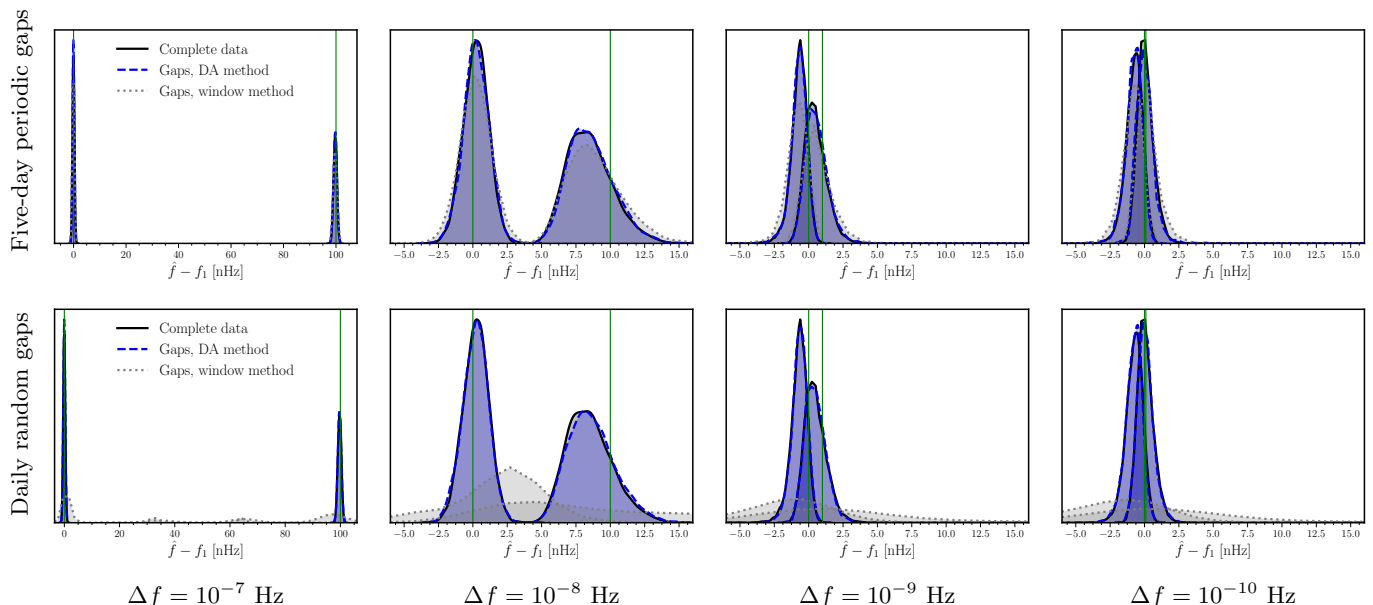 Five-day periodic gaps
Complete data
Gaps, DA method
Gaps, window method
0 20 40 60 80 100
f̂ − f₁ [nHz]
−5.0 −2.5 0.0 2.5 5.0 7.5 10.0 12.5 15.0
f̂ − f₁ [nHz]
−5.0 −2.5 0.0 2.5 5.0 7.5 10.0 12.5 15.0
f̂ − f₁ [nHz]
−5.0 −2.5 0.0 2.5 5.0 7.5 10.0 12.5 15.0
f̂ − f₁ [nHz]
Daily random gaps
Complete data
Gaps, DA method
Gaps, window method
0 20 40 60 80 100
f̂ − f₁ [nHz]
−5.0 −2.5 0.0 2.5 5.0 7.5 10.0 12.5 15.0
f̂ − f₁ [nHz]
−5.0 −2.5 0.0 2.5 5.0 7.5 10.0 12.5 15.0
f̂ − f₁ [nHz]
−5.0 −2.5 0.0 2.5 5.0 7.5 10.0 12.5 15.0
f̂ − f₁ [nHz]
Δf = 10⁻⁷ Hz
Δf = 10⁻⁸ Hz
Δf = 10⁻⁹ Hz
Δf = 10⁻¹⁰ Hz